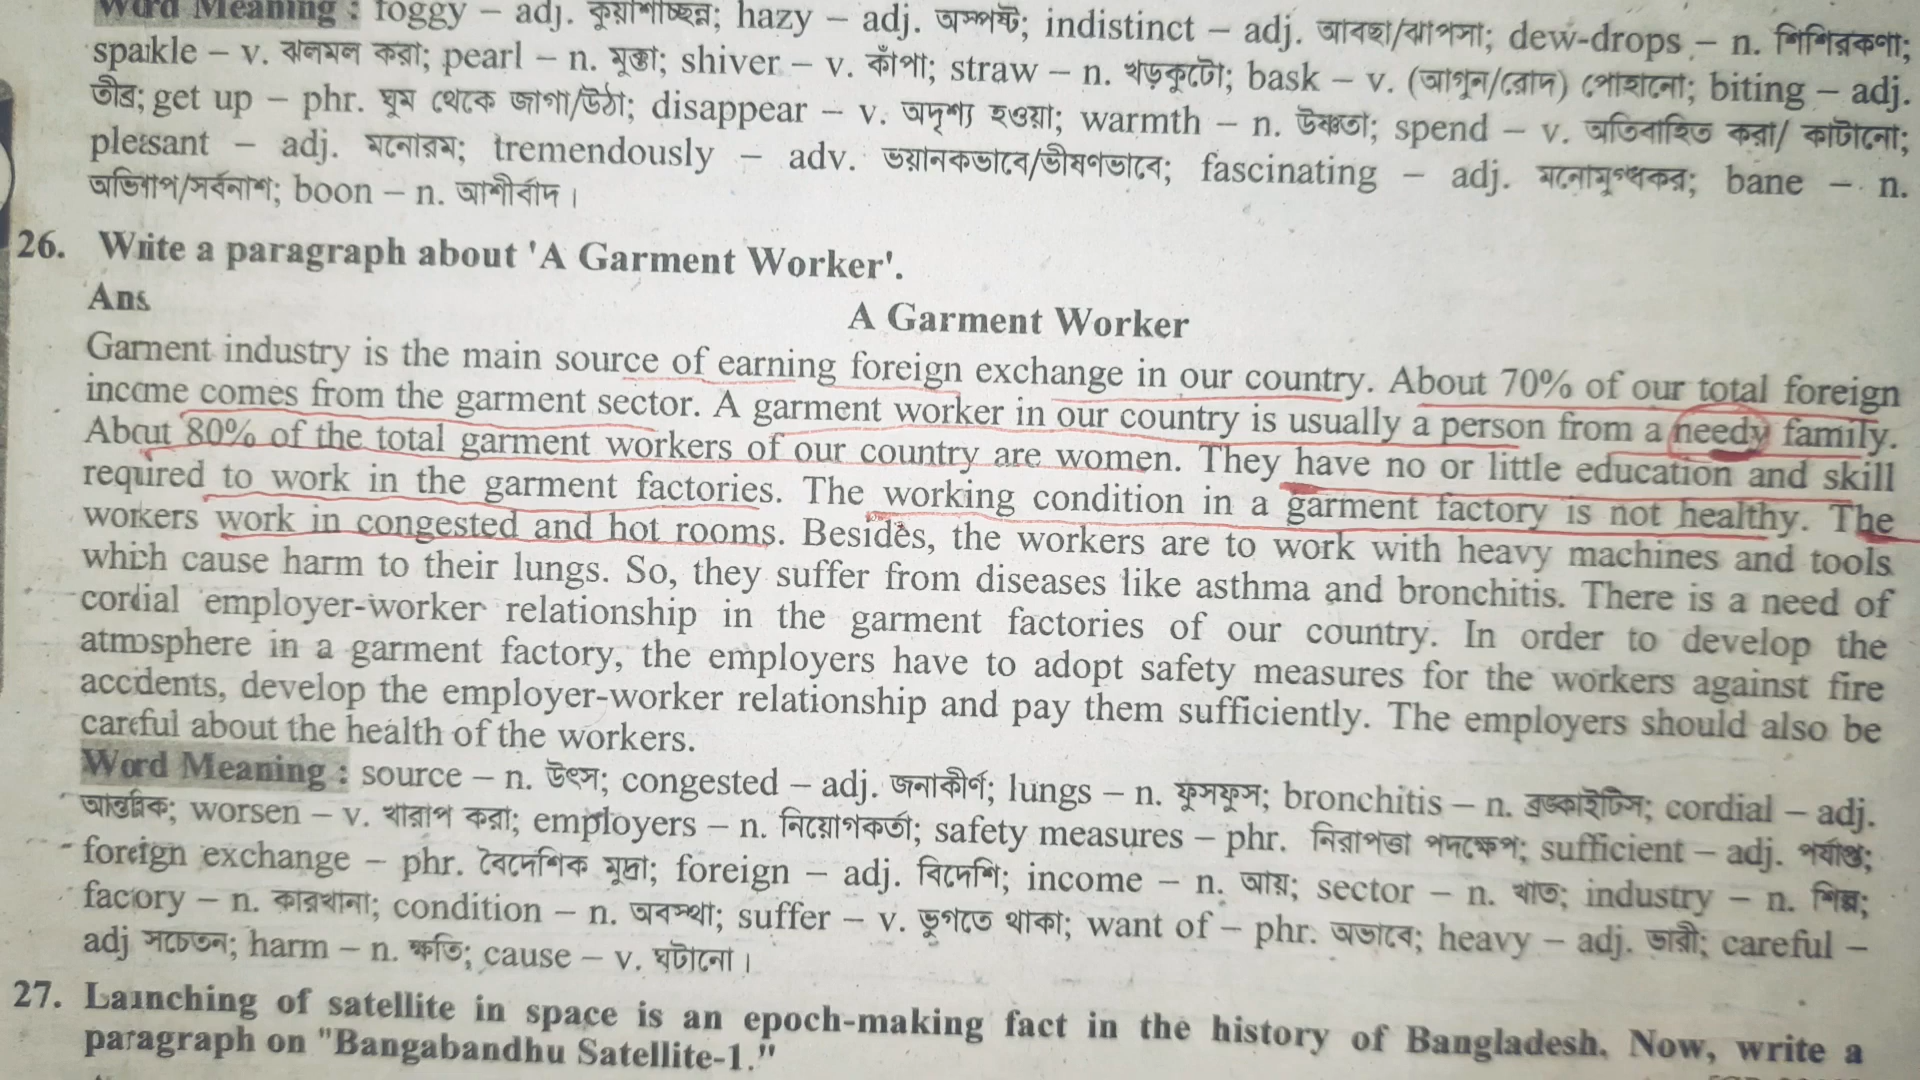 Word Meaning : foggy – adj. কুয়াশাচ্ছন্ন; hazy – adj. অস্পষ্ট; indistinct – adj. আবছা/ঝাপসা; dew-drops – n. শিশিরকণা;
sparkle – v. ঝলমল করা; pearl – n. মুক্তা; shiver – v. কাঁপা; straw – n. খড়কুটো; bask – v. (আগুন/রোদ) পোহানো; biting – adj.
তীব্র; get up – phr. ঘুম থেকে জাগা/উঠা; disappear – v. অদৃশ্য হওয়া; warmth – n. উষ্ণতা; spend – v. অতিবাহিত করা/ কাটানো;
pleasant – adj. মনোরম; tremendously – adv. ভয়ানকভাবে/ভীষণভাবে; fascinating – adj. মনোমুগ্ধকর; bane – n.
অভিশাপ/সর্বনাশ; boon – n. আশীর্বাদ।
26. Write a paragraph about 'A Garment Worker'.
Ans
A Garment Worker
Garment industry is the main source of earning foreign exchange in our country. About 70% of our total foreign
income comes from the garment sector. A garment worker in our country is usually a person from a needy family.
About 80% of the total garment workers of our country are women. They have no or little education and skill
required to work in the garment factories. The working condition in a garment factory is not healthy. The
workers work in congested and hot rooms. Besides, the workers are to work with heavy machines and tools
which cause harm to their lungs. So, they suffer from diseases like asthma and bronchitis. There is a need of
cordial employer-worker relationship in the garment factories of our country. In order to develop the
atmosphere in a garment factory, the employers have to adopt safety measures for the workers against fire
accidents, develop the employer-worker relationship and pay them sufficiently. The employers should also be
careful about the health of the workers.
Word Meaning : source – n. উৎস; congested – adj. জনাকীর্ণ; lungs – n. ফুসফুস; bronchitis – n. ব্রঙ্কাইটিস; cordial – adj.
আন্তরিক; worsen – v. খারাপ করা; employers – n. নিয়োগকর্তা; safety measures – phr. নিরাপত্তা পদক্ষেপ; sufficient – adj. পর্যাপ্ত;
foreign exchange – phr. বৈদেশিক মুদ্রা; foreign – adj. বিদেশি; income – n. আয়; sector – n. খাত; industry – n. শিল্প;
factory – n. কারখানা; condition – n. অবস্থা; suffer – v. ভুগতে থাকা; want of – phr. অভাবে; heavy – adj. ভারী; careful –
adj সচেতন; harm – n. ক্ষতি; cause – v. ঘটানো।
27. Launching of satellite in space is an epoch-making fact in the history of Bangladesh. Now, write a
paragraph on "Bangabandhu Satellite-1."